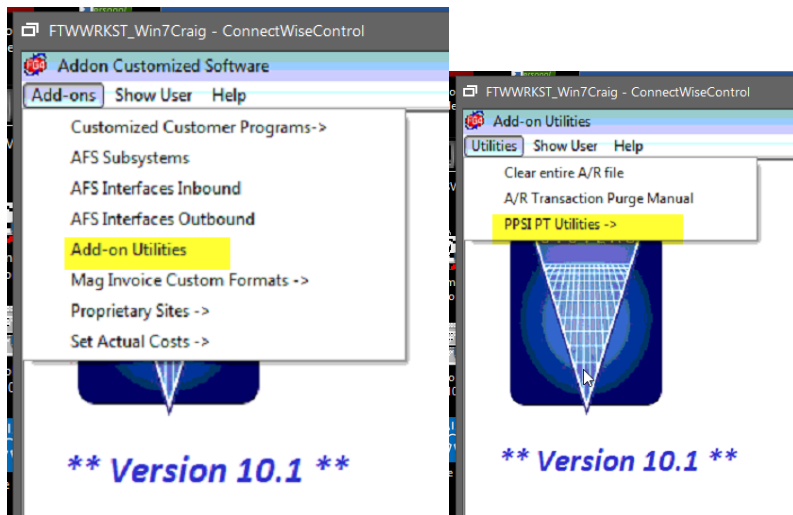 FTWWRKST_Win7Craig - ConnectWiseControl
Addon Customized Software
Add-ons Show User Help
Customized Customer Programs->
AFS Subsystems
AFS Interfaces Inbound
AFS Interfaces Outbound
Add-on Utilities
Mag Invoice Custom Formats ->
Proprietary Sites ->
Set Actual Costs ->
** Version 10.1 **
FTWWRKST_Win7Craig - ConnectWiseControl
Add-on Utilities
Utilities Show User Help
Clear entire A/R file
A/R Transaction Purge Manual
PPSI PT Utilities ->
** Version 10.1 **